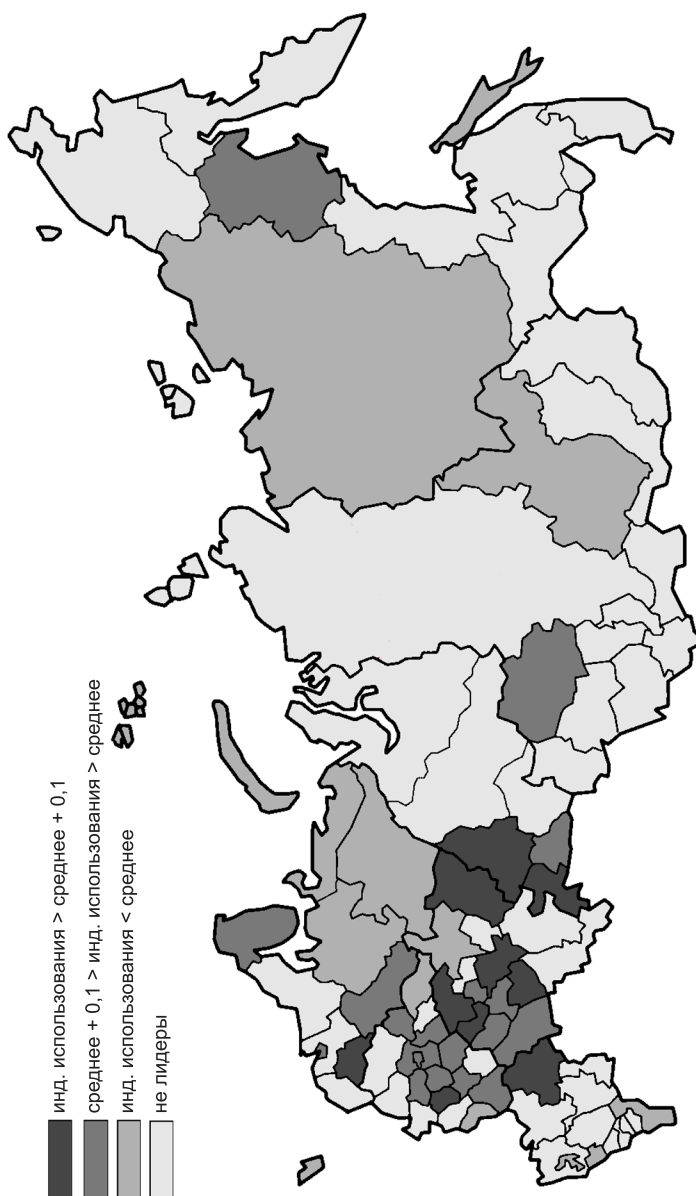 инд. использования > среднее + 0,1
среднее + 0,1 > инд. использования > среднее
инд. использования < среднее
не лидеры